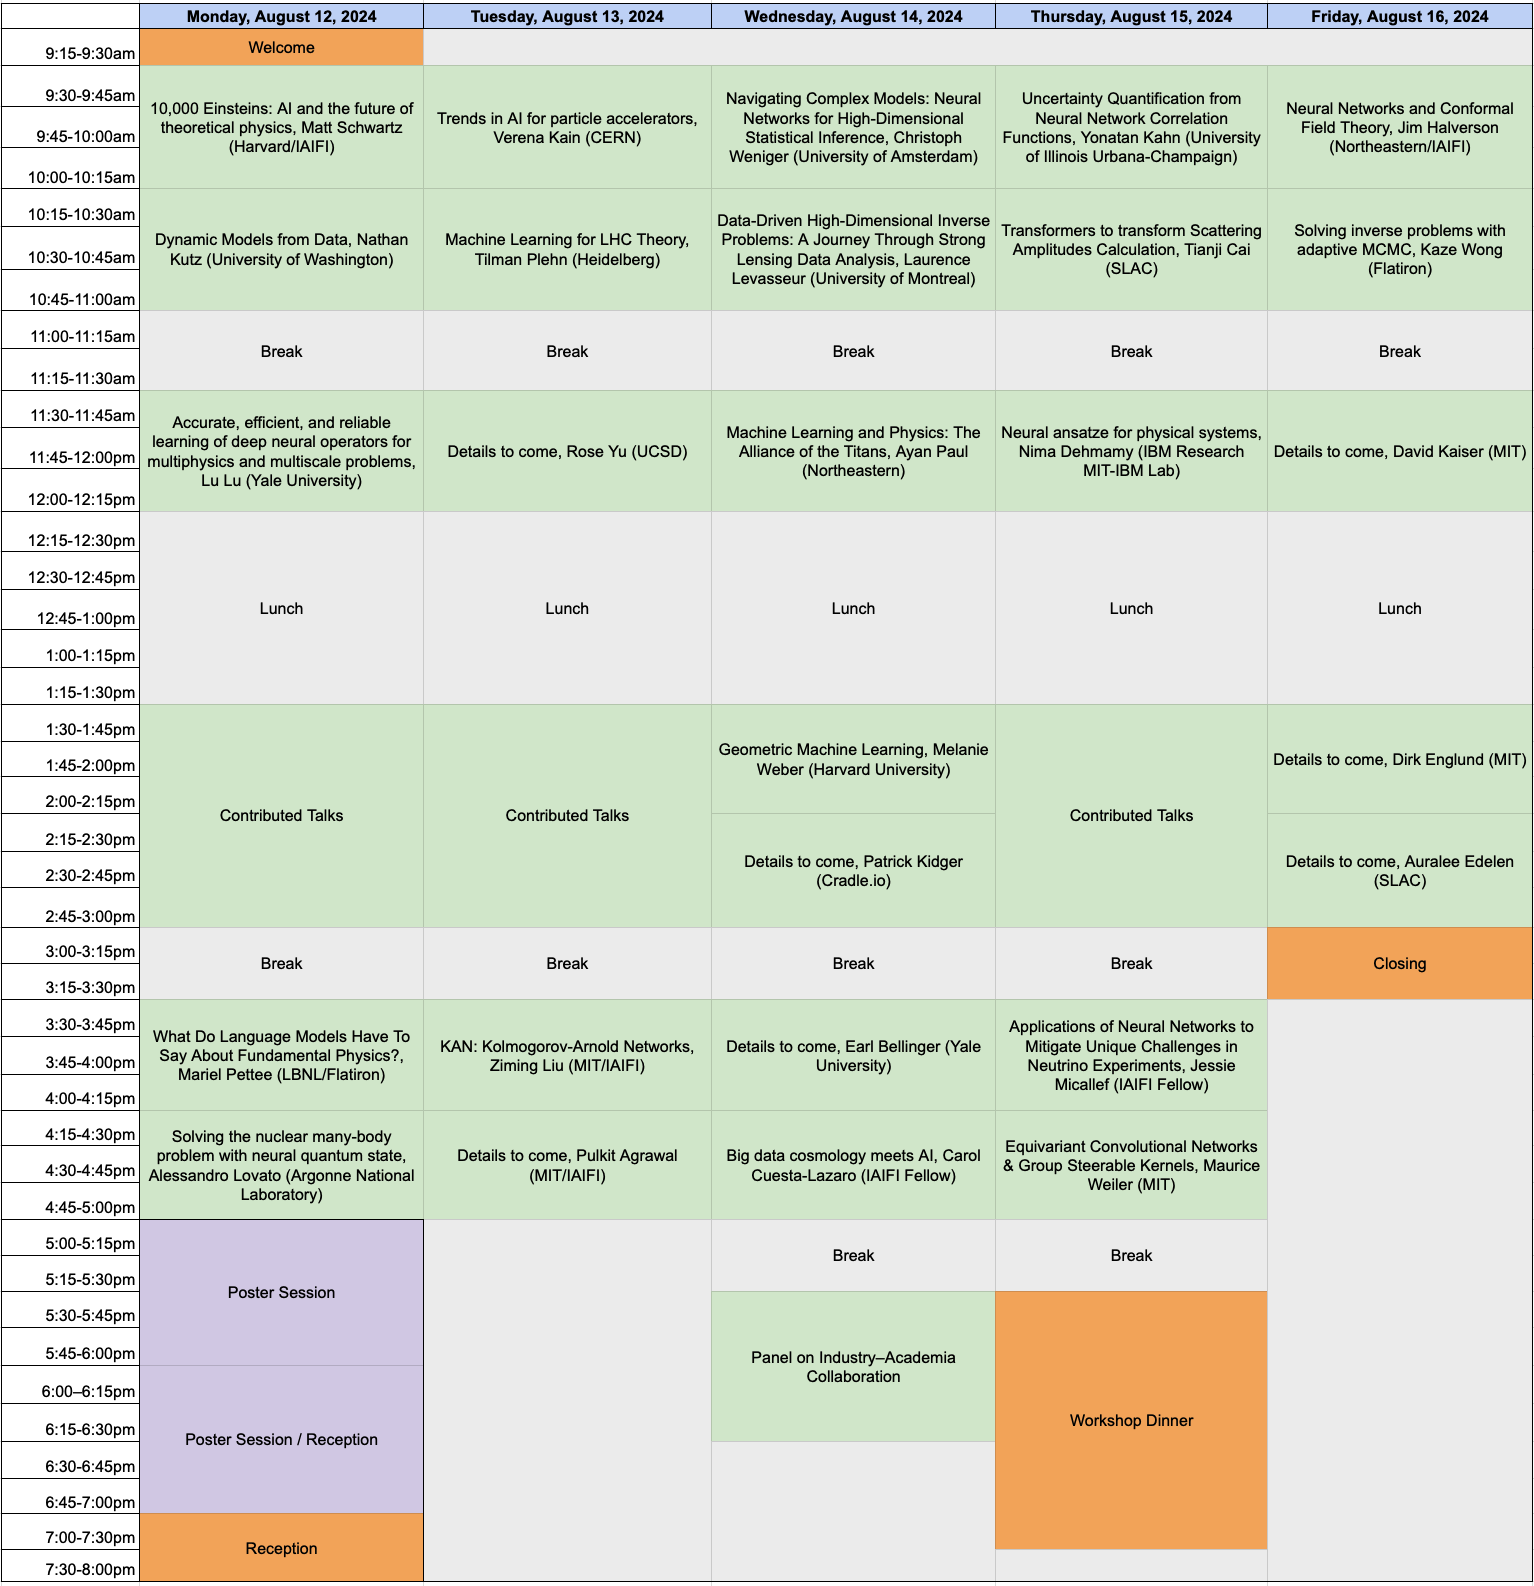 Monday, August 12, 2024
Tuesday, August 13, 2024
Wednesday, August 14, 2024
Thursday, August 15, 2024
Friday, August 16, 2024
9:15-9:30am
Welcome
9:30-9:45am
9:45-10:00am
10:00-10:15am
10,000 Einsteins: AI and the future of
theoretical physics, Matt Schwartz
(Harvard/IAIFI)
Trends in AI for particle accelerators,
Verena Kain (CERN)
Navigating Complex Models: Neural
Networks for High-Dimensional
Statistical Inference, Christoph
Weniger (University of Amsterdam)
Uncertainty Quantification from
Neural Network Correlation
Functions, Yonatan Kahn (University
of Illinois Urbana-Champaign)
Neural Networks and Conformal
Field Theory, Jim Halverson
(Northeastern/IAIFI)
10:15-10:30am
10:30-10:45am
10:45-11:00am
Dynamic Models from Data, Nathan
Kutz (University of Washington)
Machine Learning for LHC Theory,
Tilman Plehn (Heidelberg)
Data-Driven High-Dimensional Inverse
Problems: A Journey Through Strong
Lensing Data Analysis, Laurence
Levasseur (University of Montreal)
Transformers to transform Scattering
Amplitudes Calculation, Tianji Cai
(SLAC)
Solving inverse problems with
adaptive MCMC, Kaze Wong
(Flatiron)
11:00-11:15am
11:15-11:30am
Break
Break
Break
Break
Break
11:30-11:45am
11:45-12:00pm
12:00-12:15pm
Accurate, efficient, and reliable
learning of deep neural operators for
multiphysics and multiscale problems,
Lu Lu (Yale University)
Details to come, Rose Yu (UCSD)
Machine Learning and Physics: The
Alliance of the Titans, Ayan Paul
(Northeastern)
Neural ansatze for physical systems,
Nima Dehmamy (IBM Research
MIT-IBM Lab)
Details to come, David Kaiser (MIT)
12:15-12:30pm
12:30-12:45pm
12:45-1:00pm
1:00-1:15pm
1:15-1:30pm
Lunch
Lunch
Lunch
Lunch
Lunch
1:30-1:45pm
1:45-2:00pm
2:00-2:15pm
2:15-2:30pm
2:30-2:45pm
2:45-3:00pm
Contributed Talks
Contributed Talks
Geometric Machine Learning, Melanie
Weber (Harvard University)
Details to come, Patrick Kidger
(Cradle.io)
Contributed Talks
Details to come, Dirk Englund (MIT)
Details to come, Auralee Edelen
(SLAC)
3:00-3:15pm
3:15-3:30pm
Break
Break
Break
Break
Closing
3:30-3:45pm
3:45-4:00pm
4:00-4:15pm
What Do Language Models Have To
Say About Fundamental Physics?,
Mariel Pettee (LBNL/Flatiron)
KAN: Kolmogorov-Arnold Networks,
Ziming Liu (MIT/IAIFI)
Details to come, Earl Bellinger (Yale
University)
Applications of Neural Networks to
Mitigate Unique Challenges in
Neutrino Experiments, Jessie
Micallef (IAIFI Fellow)
4:15-4:30pm
4:30-4:45pm
4:45-5:00pm
Solving the nuclear many-body
problem with neural quantum state,
Alessandro Lovato (Argonne National
Laboratory)
Details to come, Pulkit Agrawal
(MIT/IAIFI)
Big data cosmology meets AI, Carol
Cuesta-Lazaro (IAIFI Fellow)
Equivariant Convolutional Networks
& Group Steerable Kernels, Maurice
Weiler (MIT)
5:00-5:15pm
5:15-5:30pm
5:30-5:45pm
5:45-6:00pm
Poster Session
Break
Break
6:00–6:15pm
6:15-6:30pm
6:30-6:45pm
6:45-7:00pm
Poster Session / Reception
Panel on Industry–Academia
Collaboration
Workshop Dinner
7:00-7:30pm
7:30-8:00pm
Reception